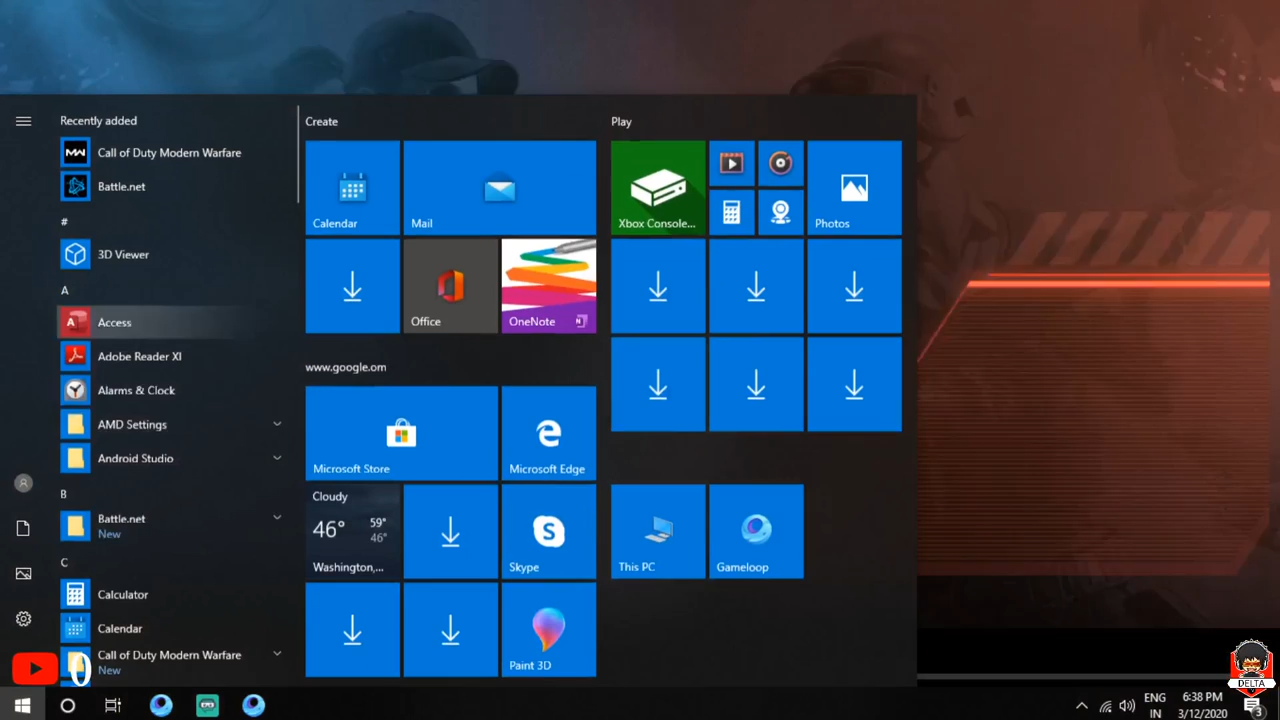 Recently added
Call of Duty Modern Warfare
Battle.net
#
3D Viewer
A
Access
Adobe Reader XI
Alarms & Clock
AMD Settings
Android Studio
B
Battle.net
New
C
Calculator
Calendar
Call of Duty Modern Warfare
New
0
Create
Calendar
Mail
Office
OneNote
www.google.om
Microsoft Store
Microsoft Edge
Cloudy
46° 59°
46°
Washington,...
Skype
Paint 3D
Play
Xbox Console...
Photos
This PC
Gameloop
DELTA
ENG
IN
6:38 PM
3/12/2020
3